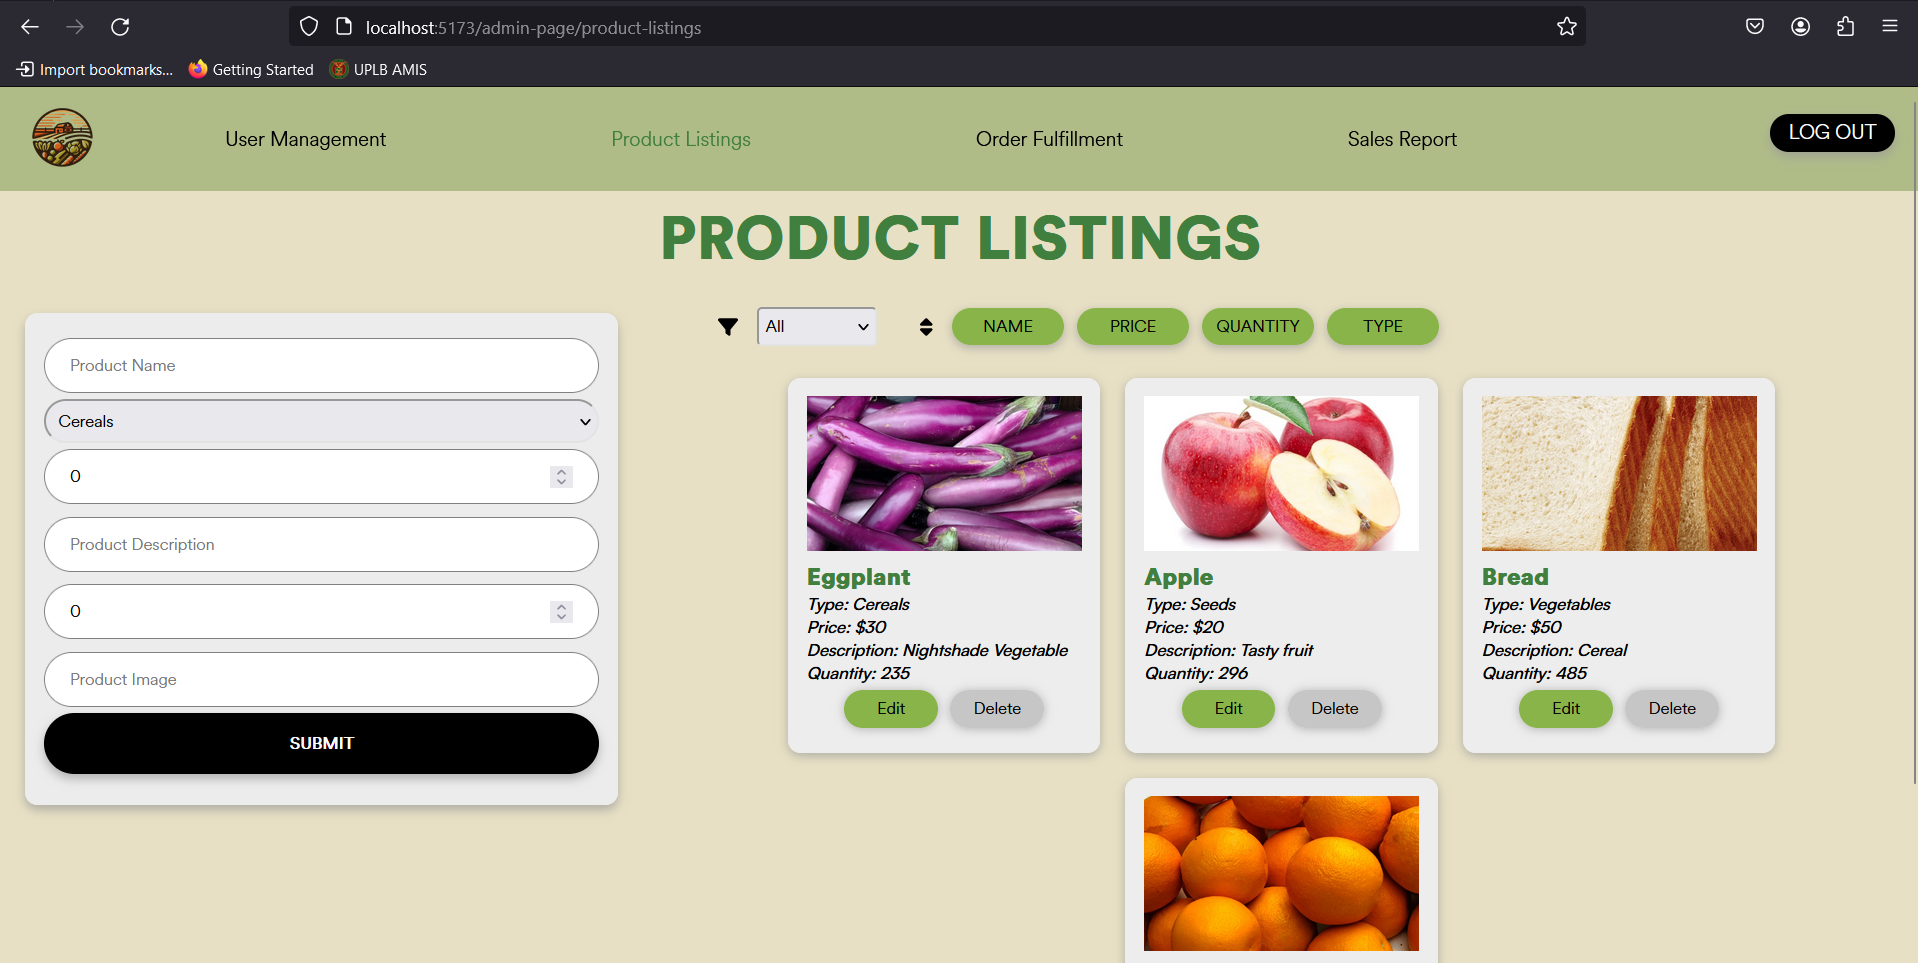 localhost:5173/admin-page/product-listings
Import bookmarks...
Getting Started
UPLB AMIS
User Management
Product Listings
Order Fulfillment
Sales Report
LOG OUT
PRODUCT LISTINGS
Product Name
Cereals
0
Product Description
0
Product Image
SUBMIT
All
NAME
PRICE
QUANTITY
TYPE
Eggplant
Type: Cereals
Price: $30
Description: Nightshade Vegetable
Quantity: 235
Edit
Delete
Apple
Type: Seeds
Price: $20
Description: Tasty fruit
Quantity: 296
Edit
Delete
Bread
Type: Vegetables
Price: $50
Description: Cereal
Quantity: 485
Edit
Delete